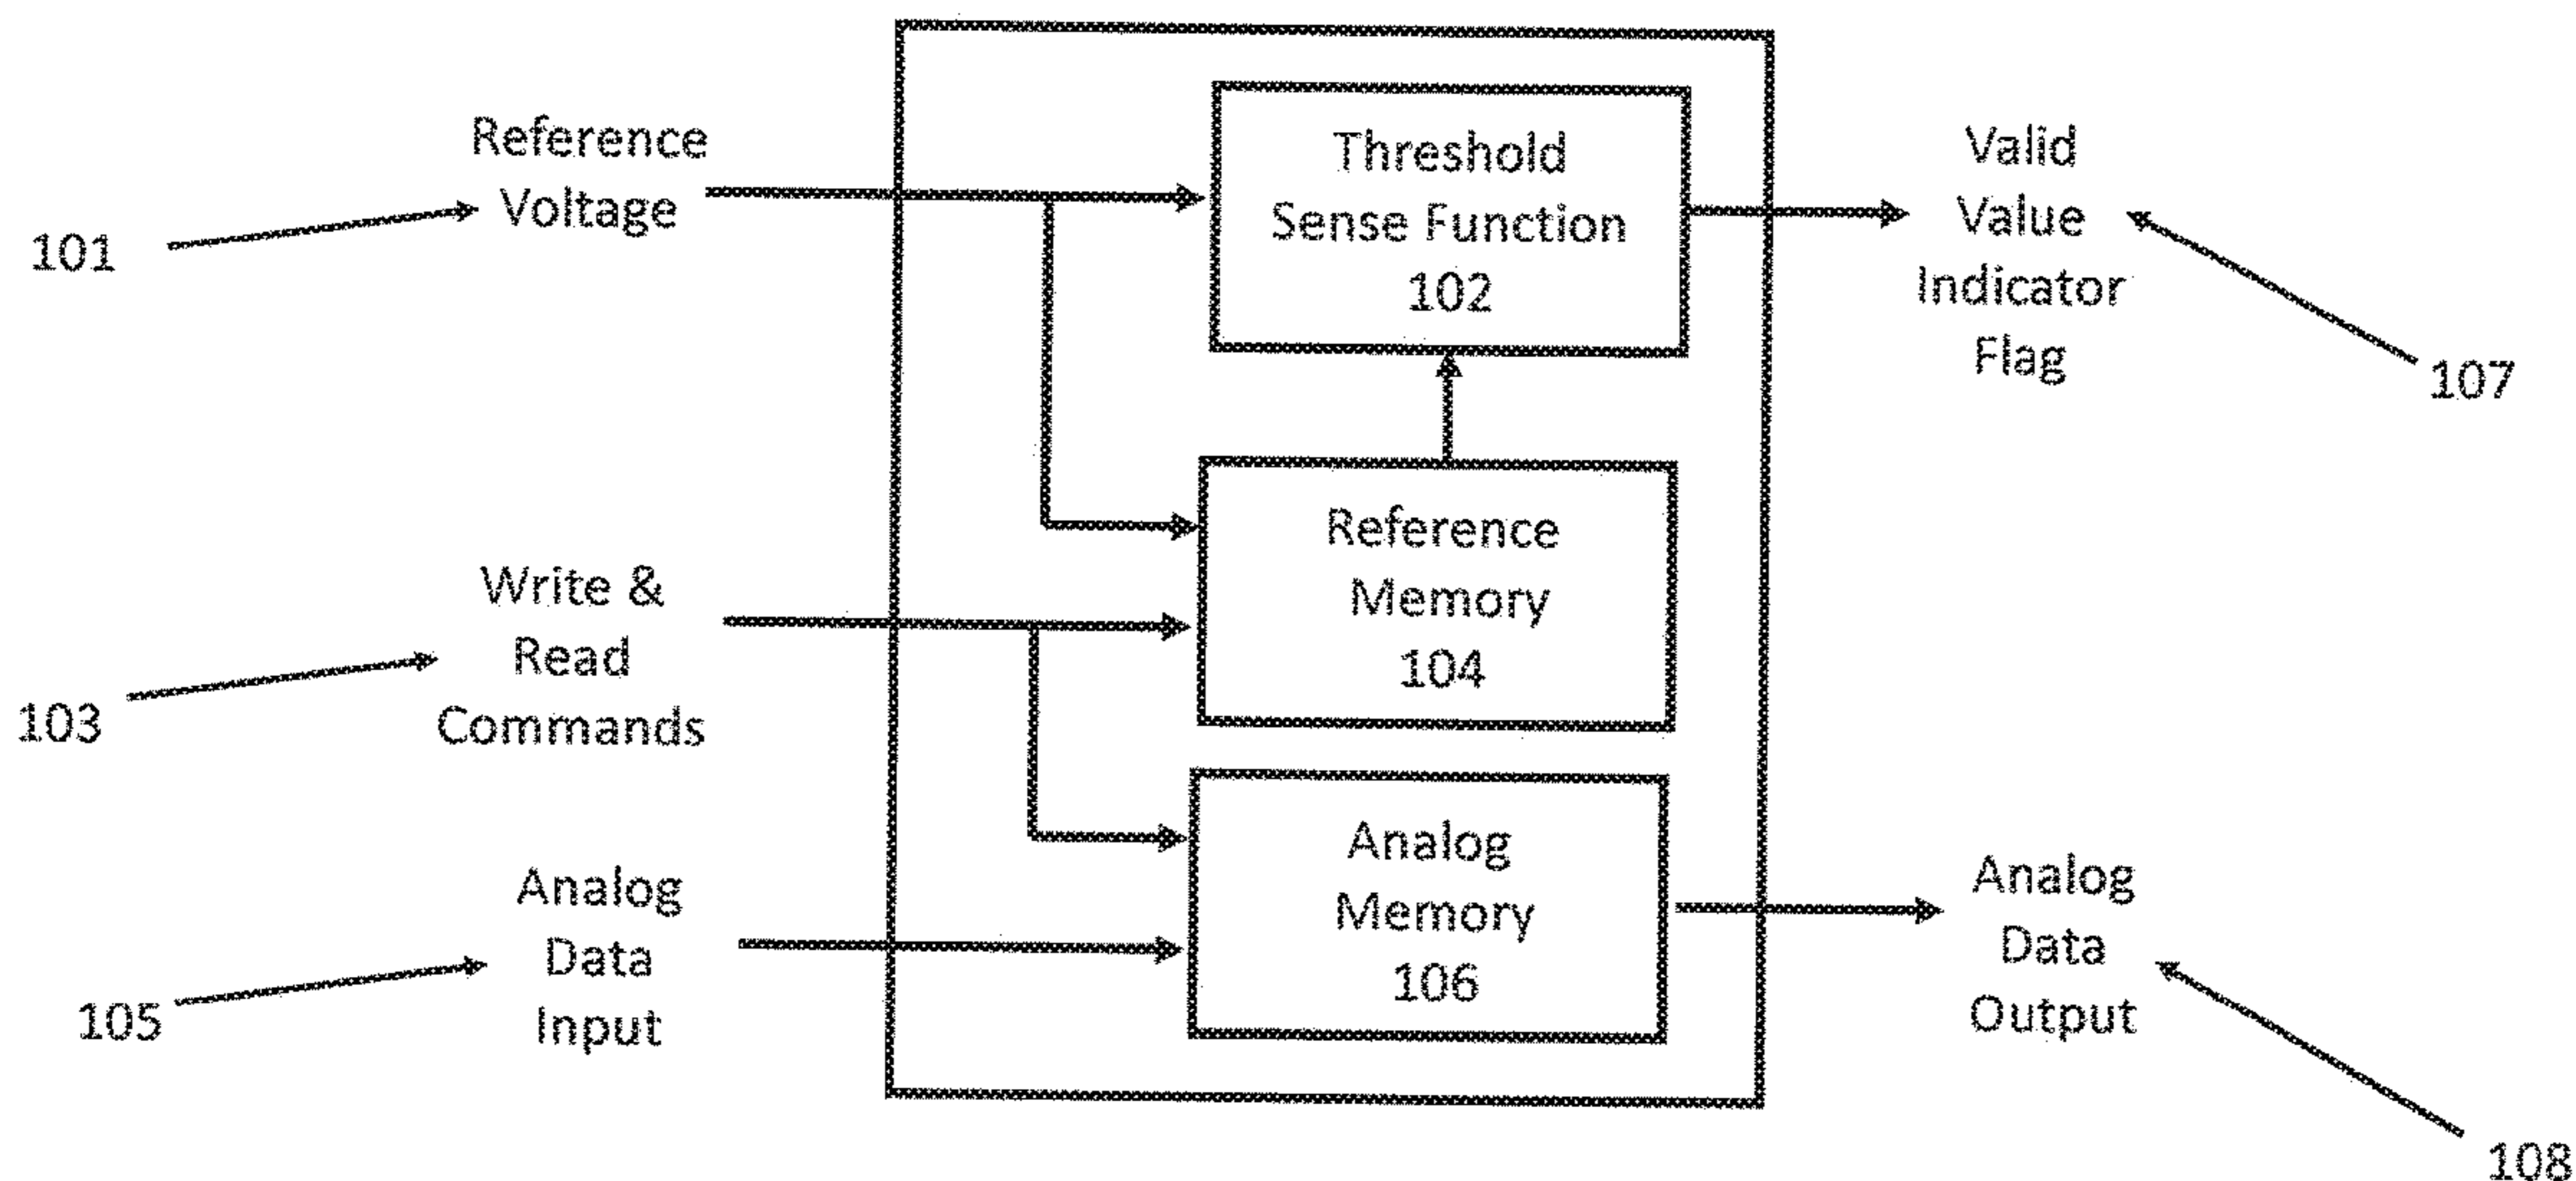 Reference
Voltage
101
Threshold
Sense Function
102
Valid
Value
Indicator
Flag
107
Write &
Read
Commands
103
Reference
Memory
104
Analog
Data
Input
105
Analog
Memory
106
Analog
Data
Output
108